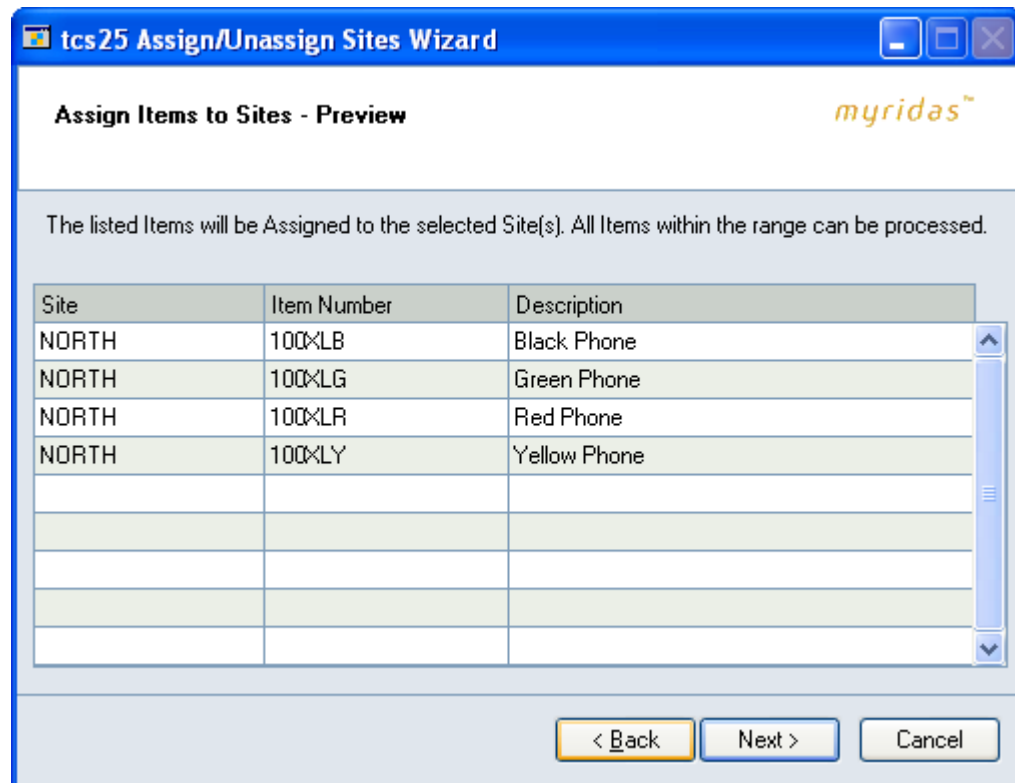 tcs25 Assign/Unassign Sites Wizard
Assign Items to Sites - Preview
myridas™
The listed Items will be Assigned to the selected Site(s). All Items within the range can be processed.
Site Item Number Description
NORTH 100XLB Black Phone
NORTH 100XLG Green Phone
NORTH 100XLR Red Phone
NORTH 100XLY Yellow Phone
< Back Next > Cancel